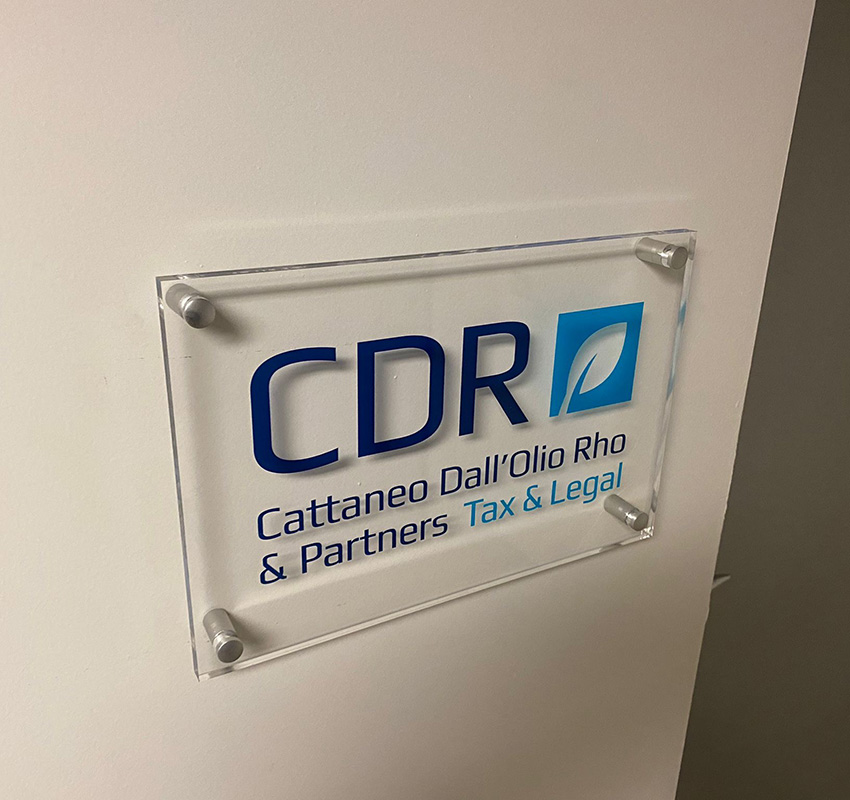 CDR
Cattaneo Dall'Olio Rho
& Partners Tax & Legal